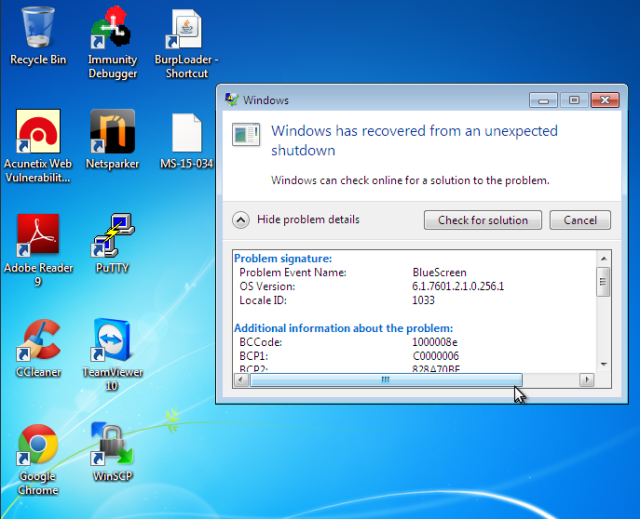 Recycle Bin
Immunity
Debugger
BurpLoader -
Shortcut
Acunetix Web
Vulnerabilit...
Netsparker
MS-15-034
Adobe Reader
9
PuTTY
CCleaner
TeamViewer
10
Google
Chrome
WinSCP
Windows
Windows has recovered from an unexpected
shutdown
Windows can check online for a solution to the problem.
Hide problem details
Check for solution
Cancel
Problem signature:
Problem Event Name: BlueScreen
OS Version: 6.1.7601.2.1.0.256.1
Locale ID: 1033
Additional information about the problem:
BCCode: 1000008e
BCP1: C0000006
BCP2: 828A70BF